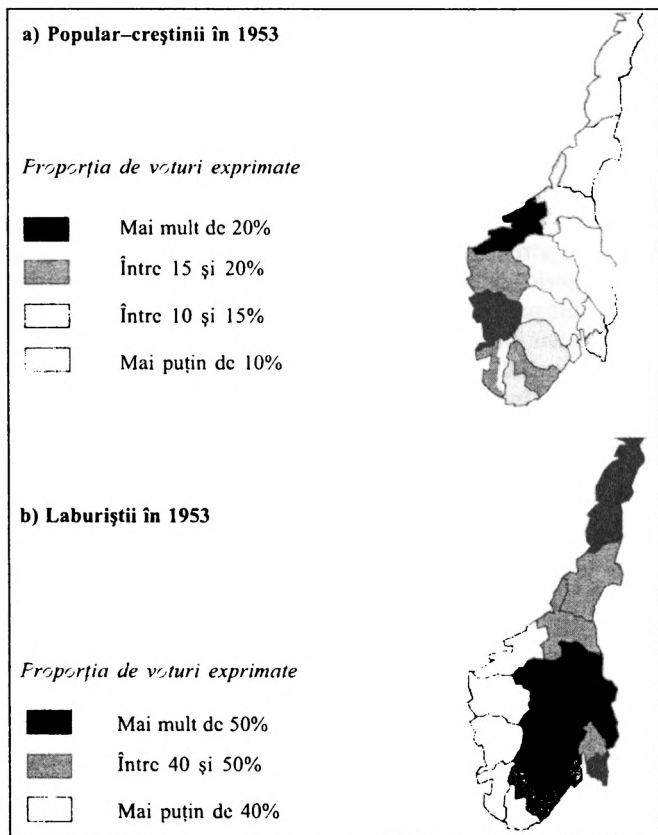 a) Popular–creştinii în 1953
Proporţia de voturi exprimate
Mai mult de 20%
Între 15 şi 20%
Între 10 şi 15%
Mai puţin de 10%
b) Laburiştii în 1953
Proporţia de voturi exprimate
Mai mult de 50%
Între 40 şi 50%
Mai puţin de 40%